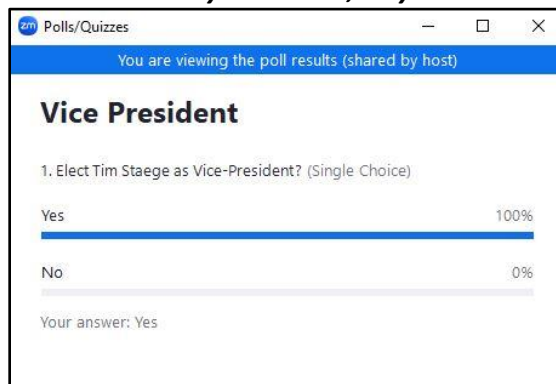 zm Polls/Quizzes
You are viewing the poll results (shared by host)
Vice President
1. Elect Tim Staege as Vice-President? (Single Choice)
Yes 100%
No 0%
Your answer: Yes